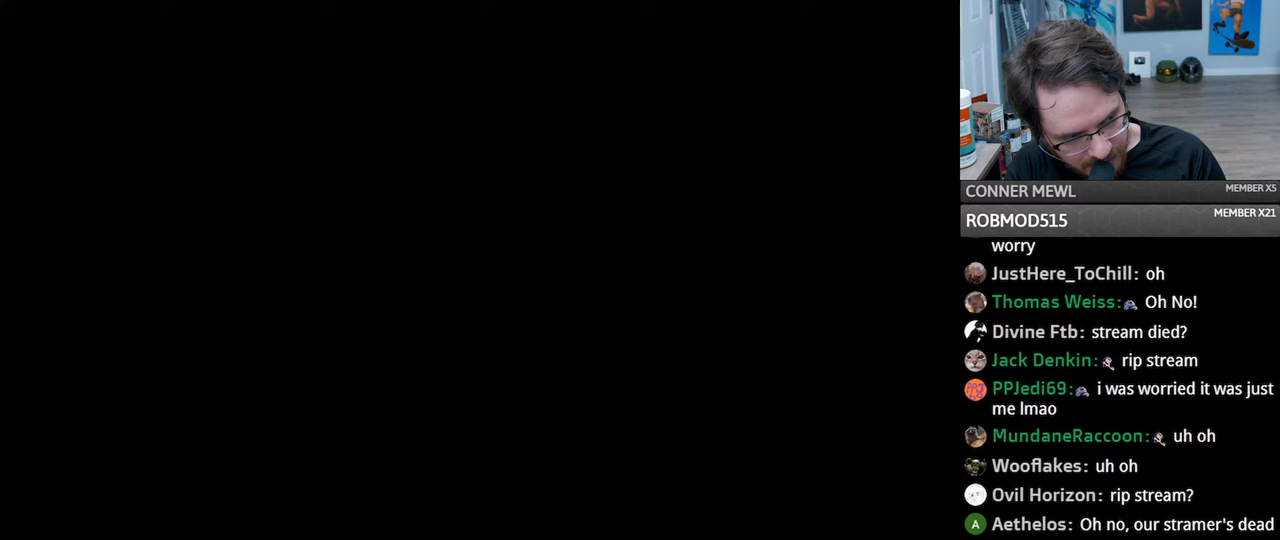 CONNER MEWL MEMBER X5
ROBMOD515 MEMBER X21
worry
JustHere_ToChill: oh
Thomas Weiss: Oh No!
Divine Ftb: stream died?
Jack Denkin: rip stream
PPJedi69: i was worried it was just
me lmao
MundaneRaccoon: uh oh
Wooflakes: uh oh
Ovil Horizon: rip stream?
A Aethelos: Oh no, our stramer's dead